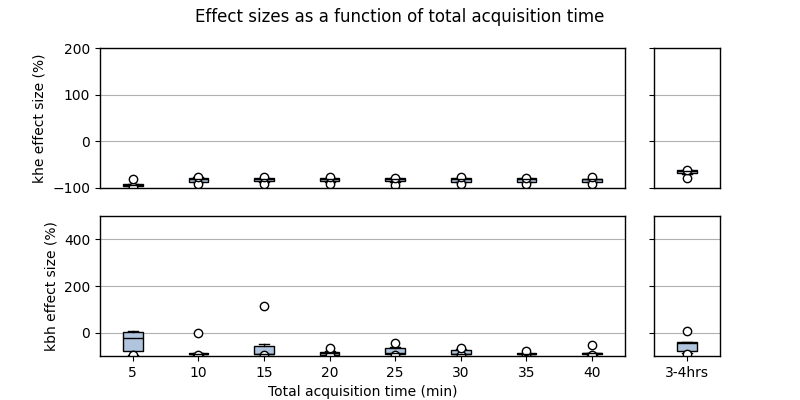 Effect sizes as a function of total acquisition time
khe effect size (%)
200
100
0
−100
kbh effect size (%)
400
200
0
5 10 15 20 25 30 35 40 3-4hrs
Total acquisition time (min)